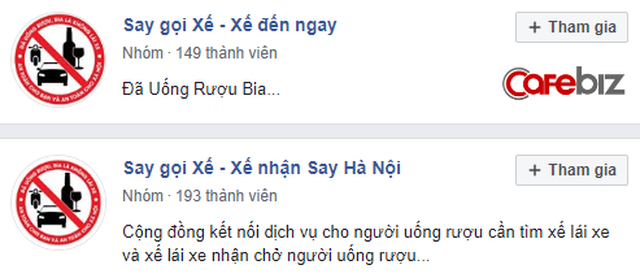 Say gọi Xế - Xế đến ngay
Nhóm · 149 thành viên
Đã Uống Rượu Bia...
+ Tham gia
CafeBiz
Say gọi Xế - Xế nhận Say Hà Nội
Nhóm · 193 thành viên
Cộng đồng kết nối dịch vụ cho người uống rượu cần tìm xế lái xe
và xế lái xe nhận chở người uống rượu...
+ Tham gia